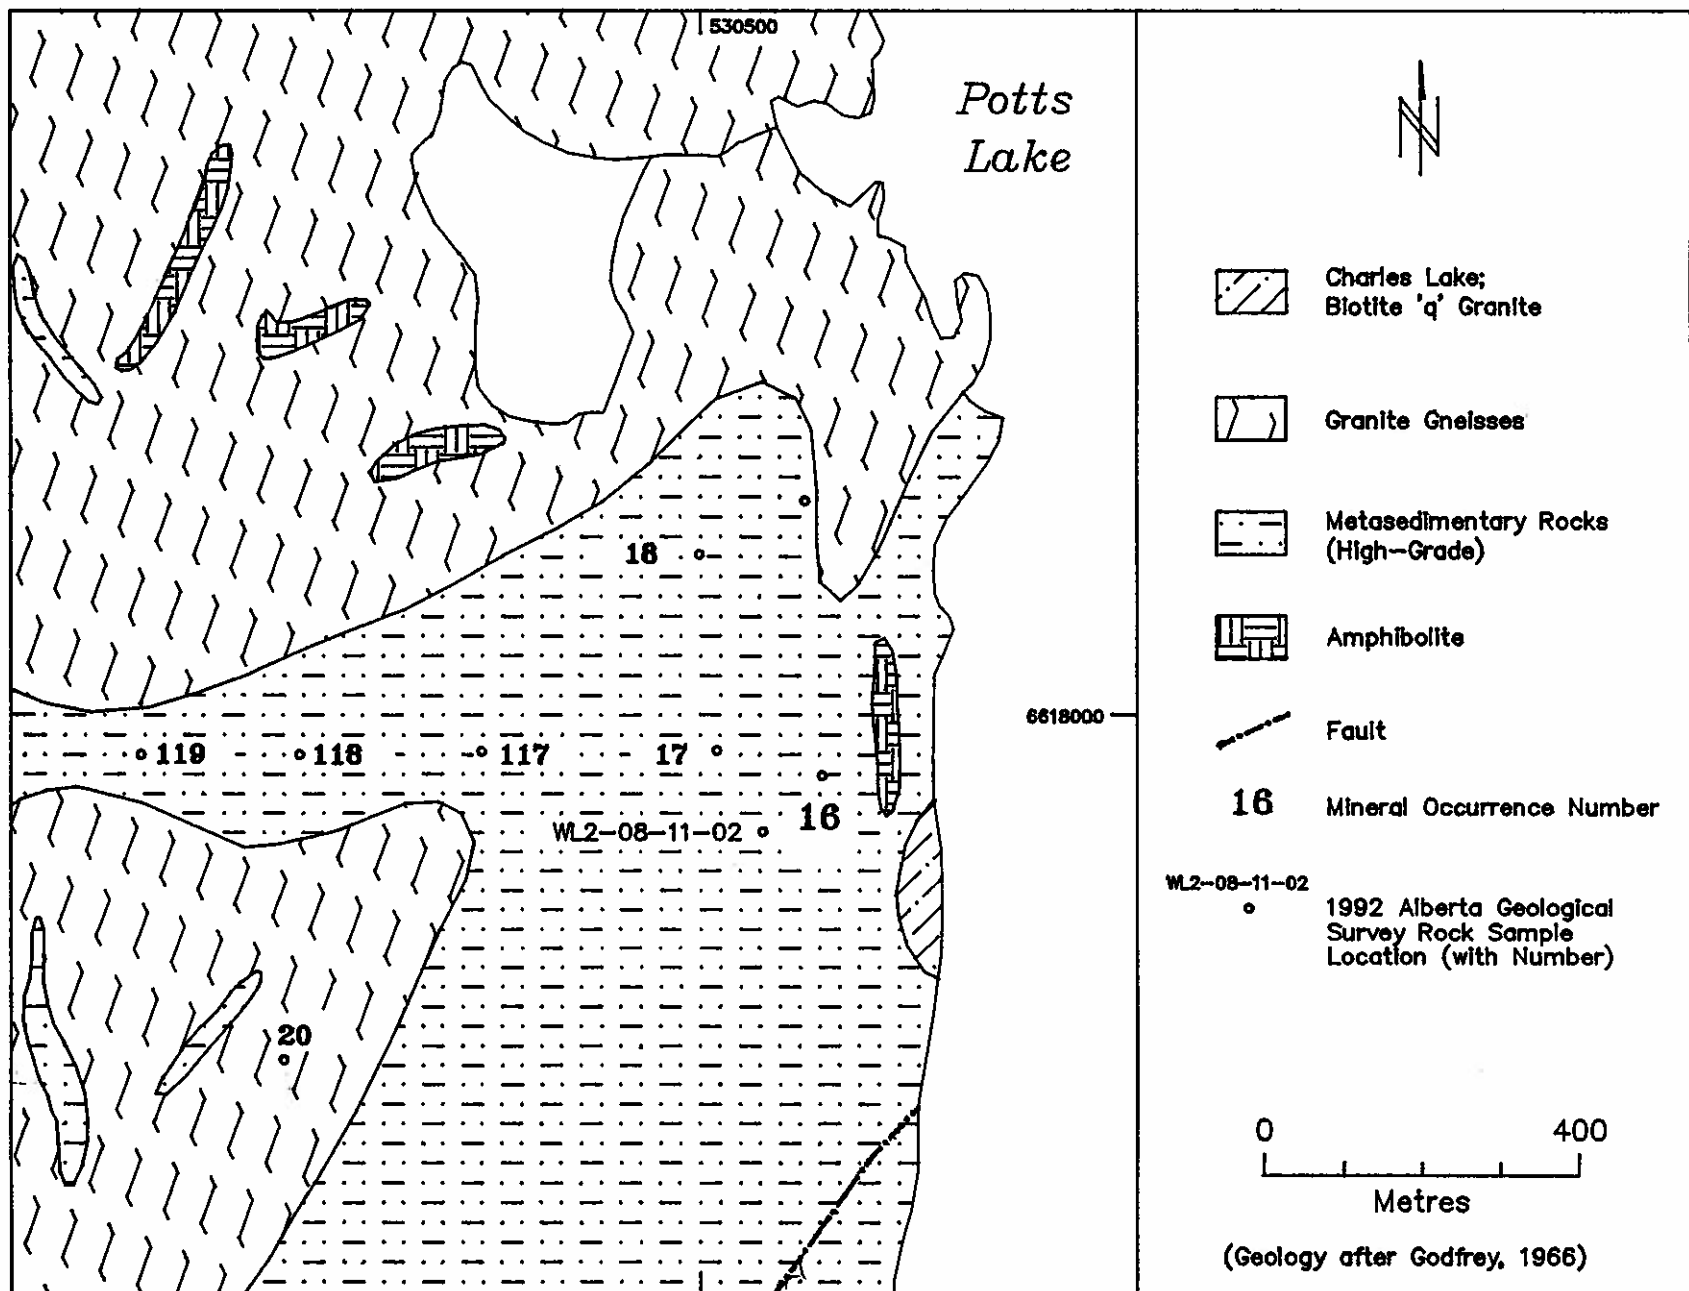 530500
Potts
Lake
N
Charles Lake;
Biotite 'q' Granite
Granite Gneisses
Metasedimentary Rocks
(High-Grade)
18
Amphibolite
6618000
Fault
119
118
117
17
16
WL2-08-11-02
16
Mineral Occurrence Number
WL2-08-11-02
1992 Alberta Geological
Survey Rock Sample
Location (with Number)
20
0 400
Metres
(Geology after Godfrey, 1966)